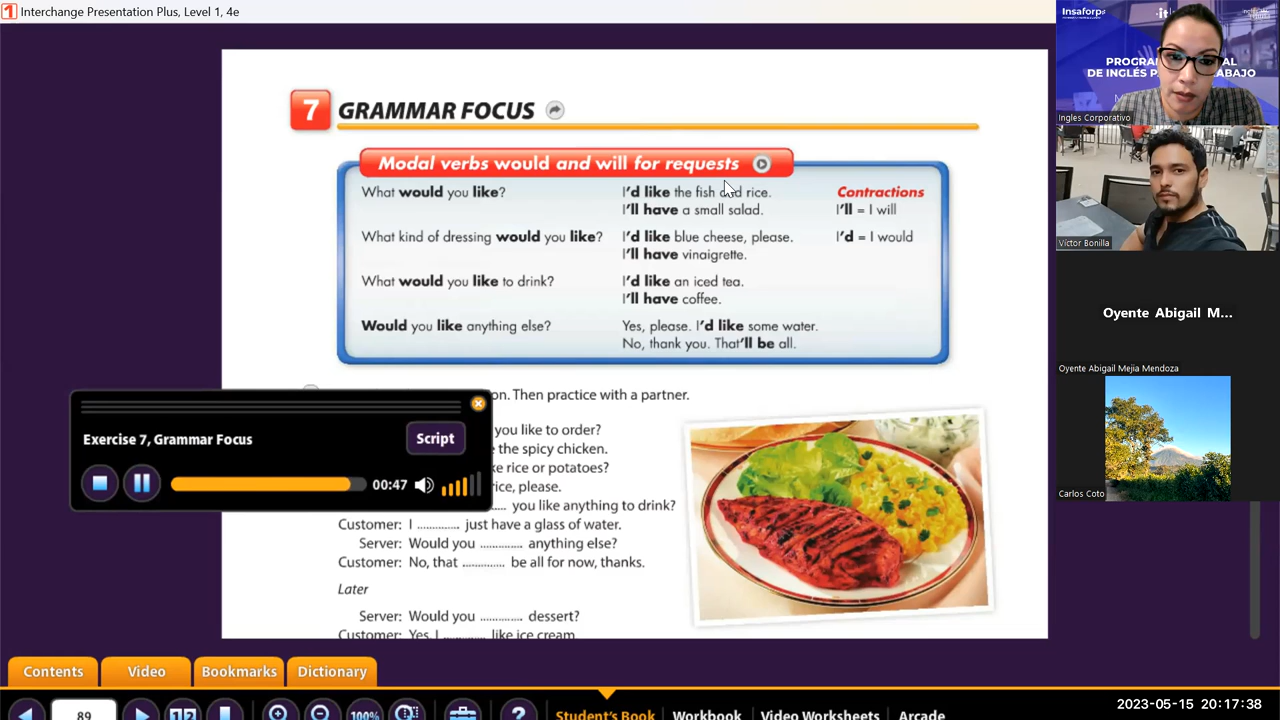 Interchange Presentation Plus, Level 1, 4e
7 GRAMMAR FOCUS
Modal verbs would and will for requests
What would you like? I'd like the fish and rice. Contractions
I'll have a small salad. I'll = I will
What kind of dressing would you like? I'd like blue cheese, please. I'd = I would
I'll have vinaigrette.
What would you like to drink? I'd like an iced tea.
I'll have coffee.
Would you like anything else? Yes, please. I'd like some water.
No, thank you. That'll be all.
on. Then practice with a partner.
you like to order?
the spicy chicken.
rice or potatoes?
rice, please.
you like anything to drink?
Customer: I ............. just have a glass of water.
Server: Would you ............. anything else?
Customer: No, that ............. be all for now, thanks.
Later
Server: Would you ............. dessert?
Customer: Yes, I ............. like ice cream
Exercise 7, Grammar Focus
Script
00:47
Contents Video Bookmarks Dictionary
89 1 2 100% ? Student's Book Workbook Video Worksheets Arcade
Insaforp
PROGRAMA
DE INGLÉS
Ingles Corporativo
Víctor Bonilla
Oyente Abigail M...
Oyente Abigail Mejia Mendoza
Carlos Coto
2023-05-15 20:17:38